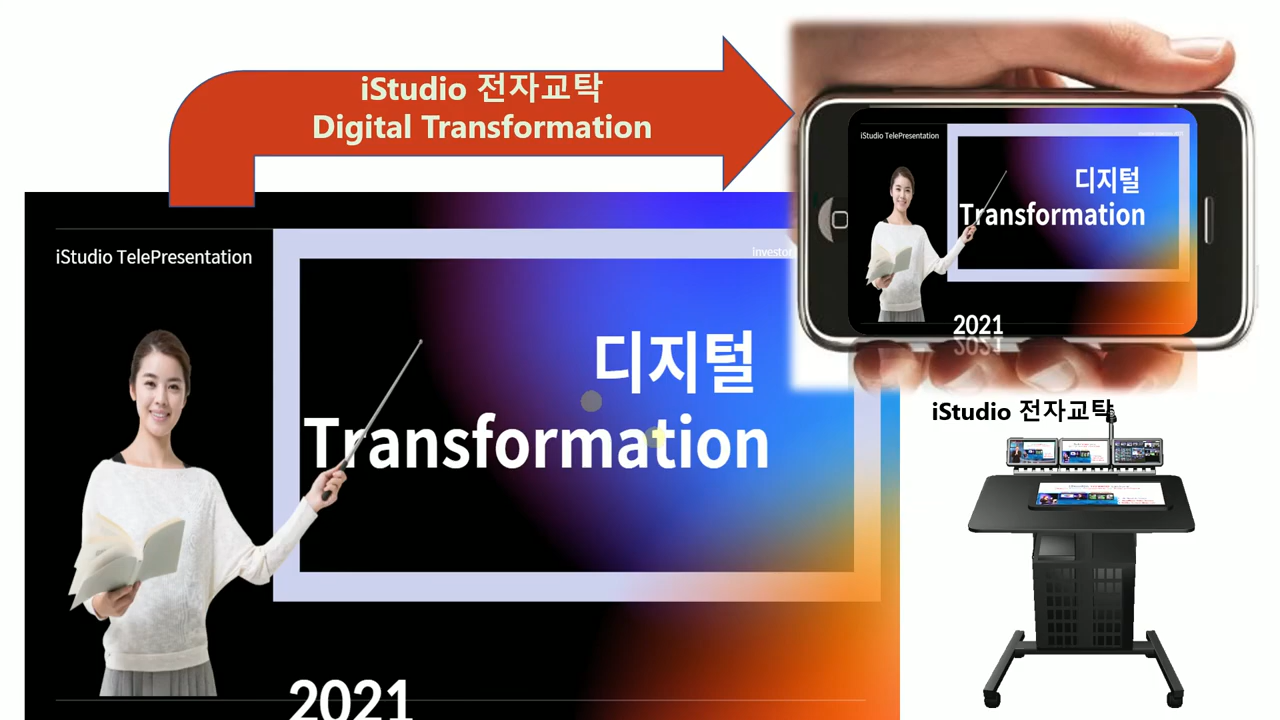 iStudio 전자교탁
Digital Transformation
iStudio TelePresentation
investor
디지털
Transformation
2021
iStudio TelePresentation
디지털
Transformation
2021
iStudio 전자교탁